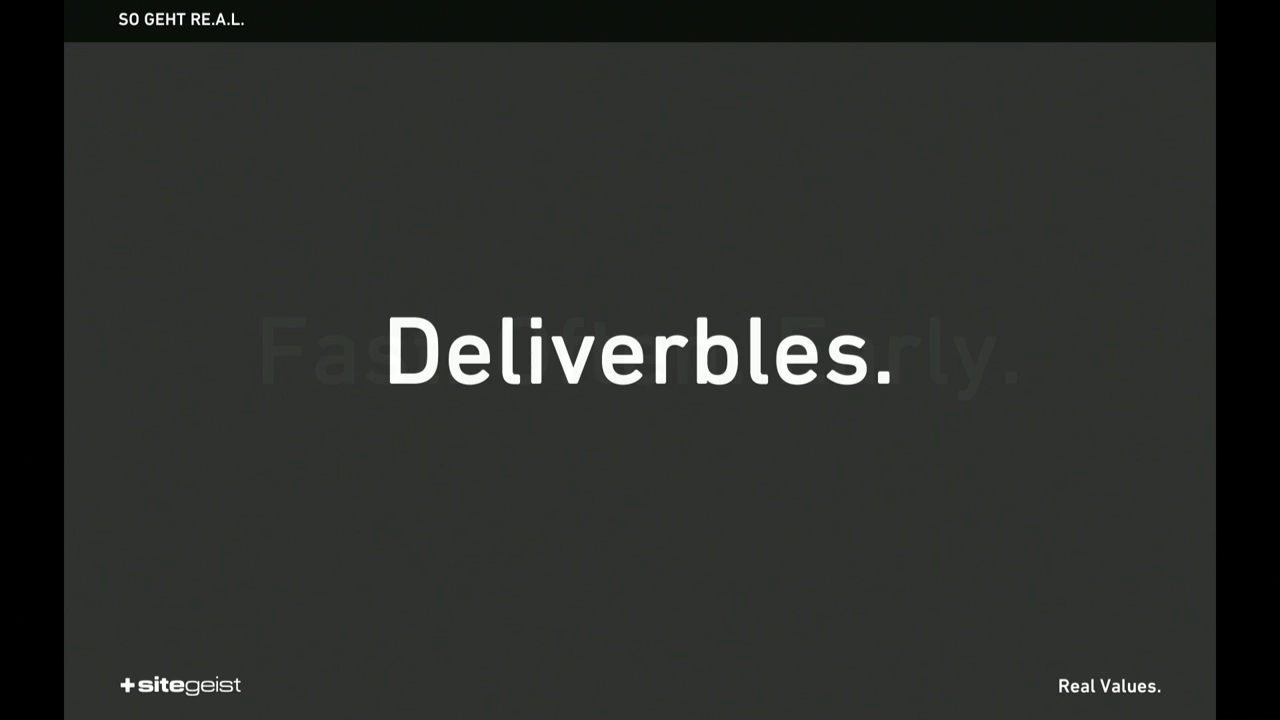 SO GEHT RE.A.L.
Deliverbles.
+sitegeist
Real Values.